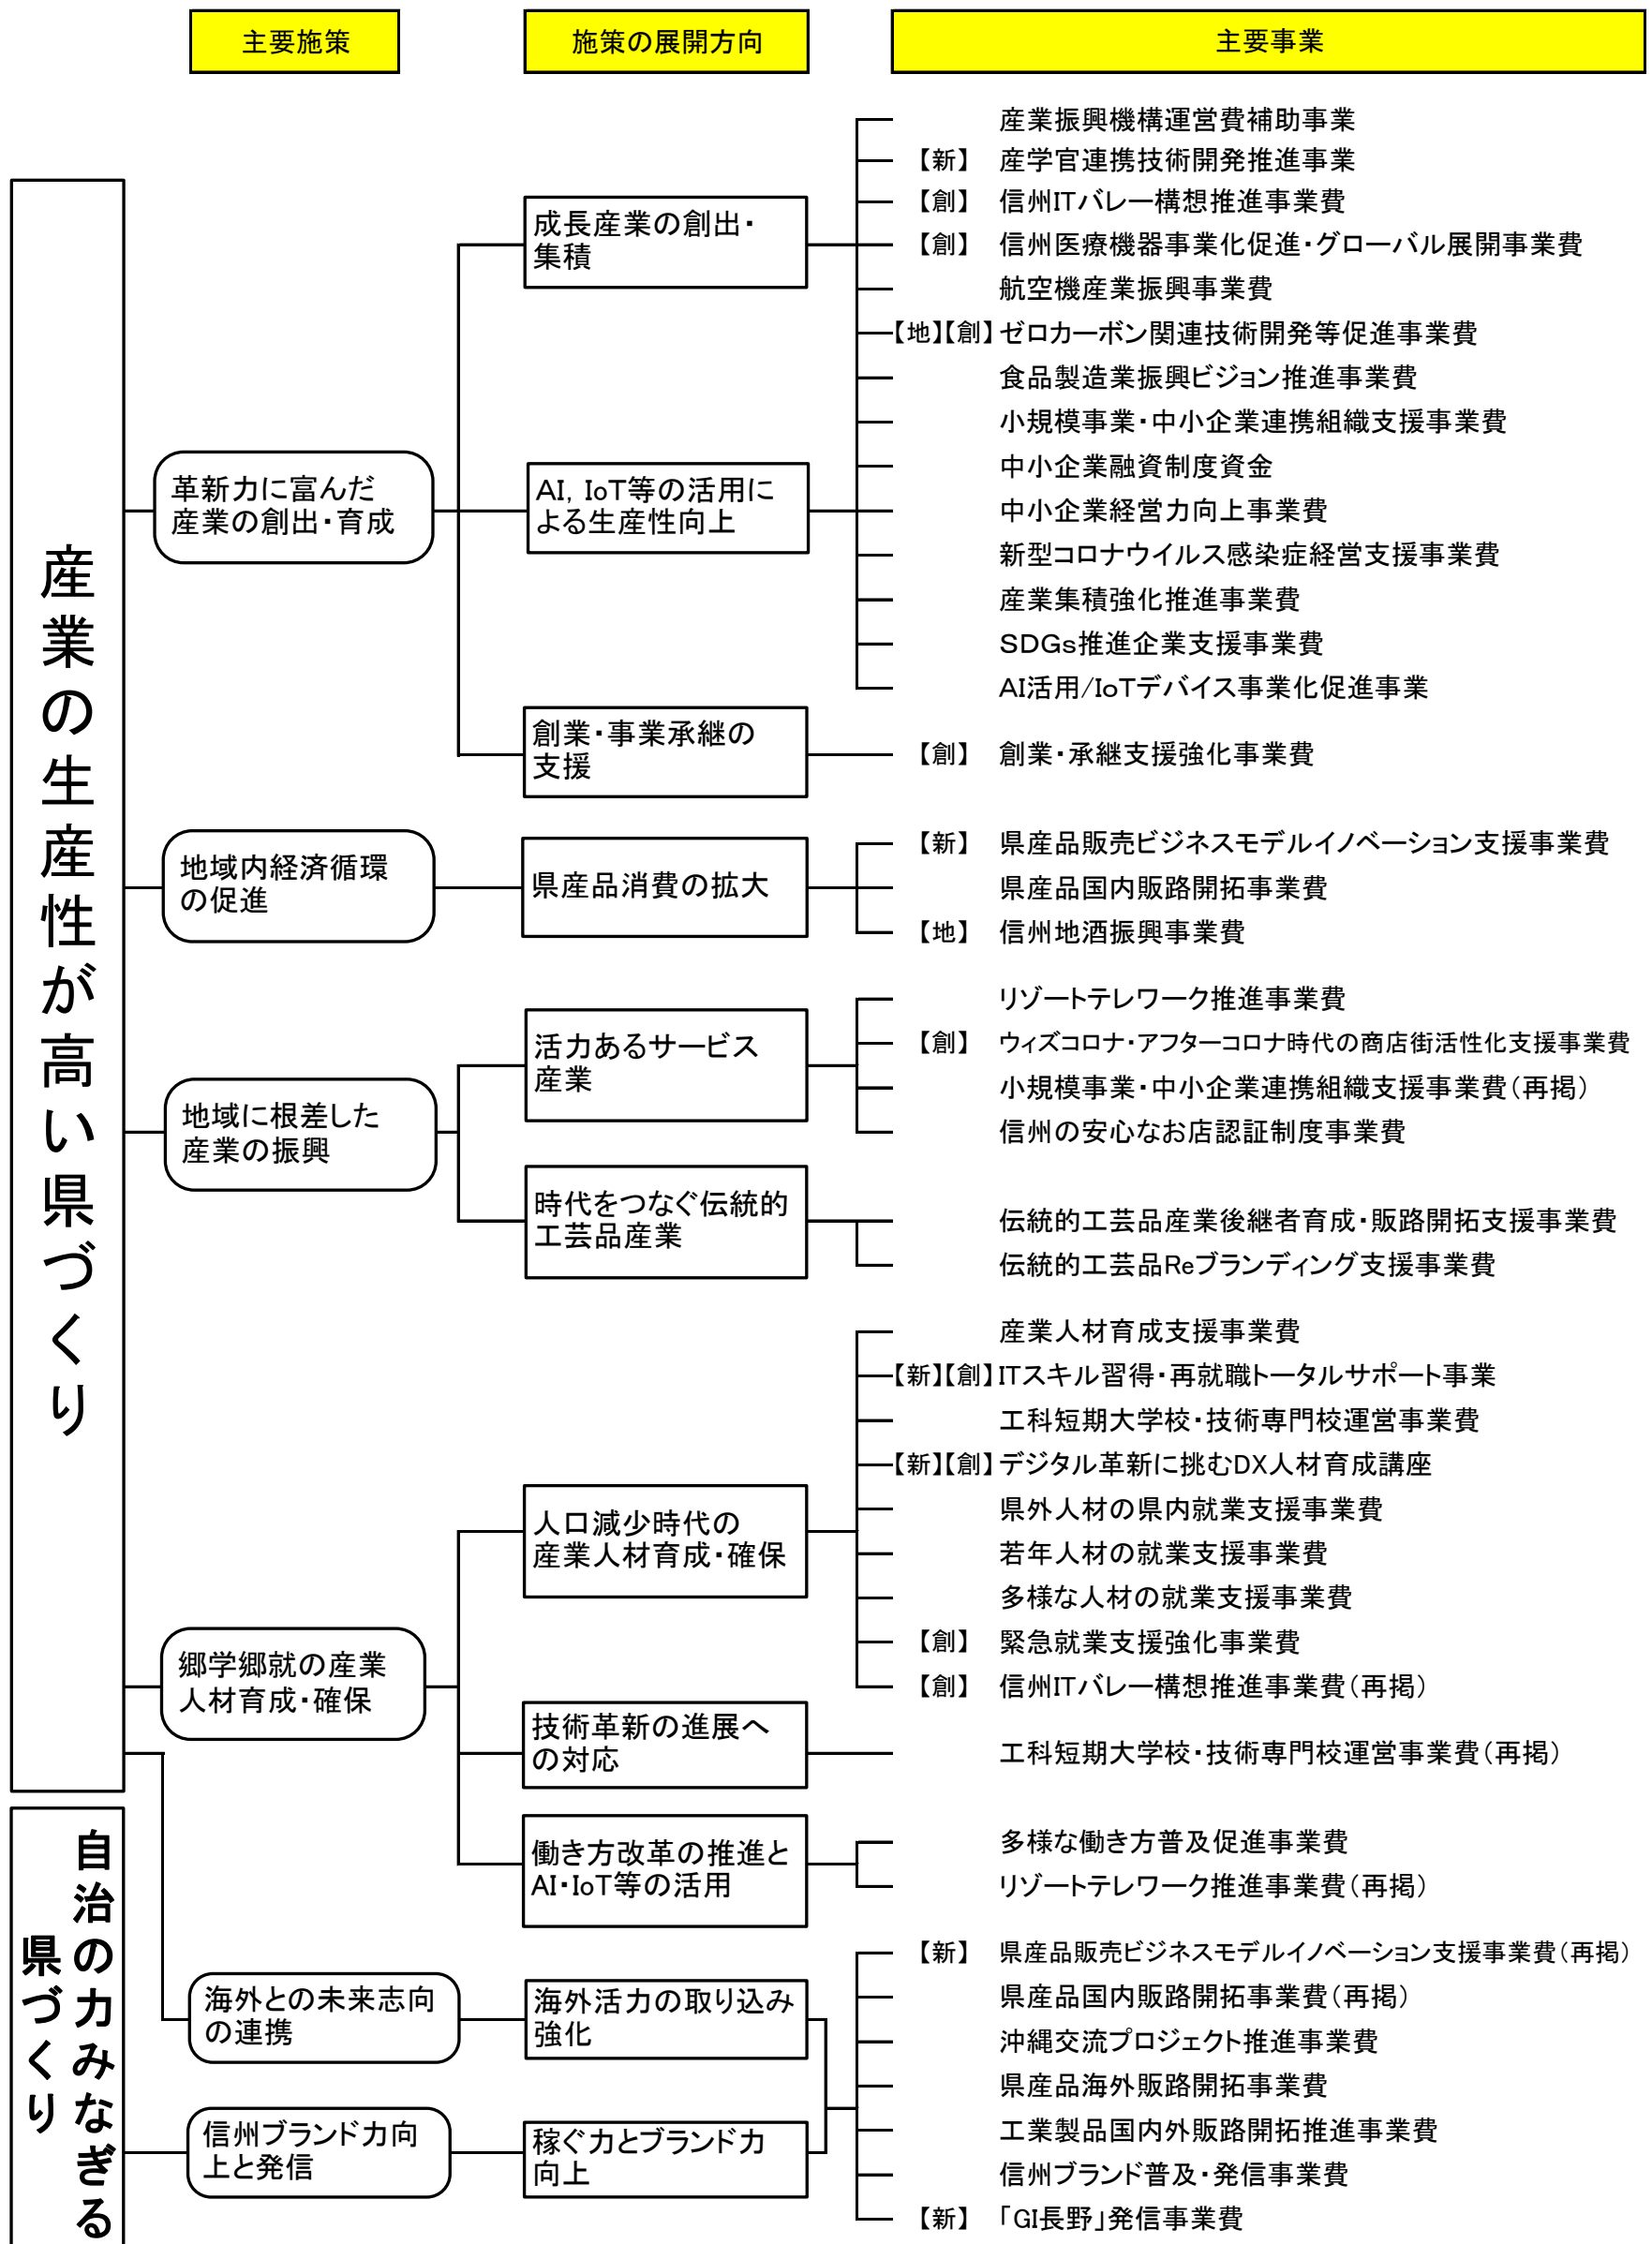 主要施策
施策の展開方向
主要事業
産業の生産性が高い県づくり
自治の力みなぎる
県づくり
革新力に富んだ
産業の創出・育成
成長産業の創出・
集積
産業振興機構運営費補助事業
【新】 産学官連携技術開発推進事業
【創】 信州ITバレー構想推進事業費
【創】 信州医療機器事業化促進・グローバル展開事業費
航空機産業振興事業費
【地】【創】ゼロカーボン関連技術開発等促進事業費
食品製造業振興ビジョン推進事業費
AI，IoT等の活用に
よる生産性向上
小規模事業・中小企業連携組織支援事業費
中小企業融資制度資金
中小企業経営力向上事業費
新型コロナウイルス感染症経営支援事業費
産業集積強化推進事業費
SDGs推進企業支援事業費
AI活用/IoTデバイス事業化促進事業
創業・事業承継の
支援
【創】 創業・承継支援強化事業費
地域内経済循環
の促進
県産品消費の拡大
【新】 県産品販売ビジネスモデルイノベーション支援事業費
県産品国内販路開拓事業費
【地】 信州地酒振興事業費
地域に根差した
産業の振興
活力あるサービス
産業
リゾートテレワーク推進事業費
【創】 ウィズコロナ・アフターコロナ時代の商店街活性化支援事業費
小規模事業・中小企業連携組織支援事業費（再掲）
信州の安心なお店認証制度事業費
時代をつなぐ伝統的
工芸品産業
伝統的工芸品産業後継者育成・販路開拓支援事業費
伝統的工芸品Reブランディング支援事業費
郷学郷就の産業
人材育成・確保
人口減少時代の
産業人材育成・確保
産業人材育成支援事業費
【新】【創】ITスキル習得・再就職トータルサポート事業
工科短期大学校・技術専門校運営事業費
【新】【創】デジタル革新に挑むDX人材育成講座
県外人材の県内就業支援事業費
若年人材の就業支援事業費
多様な人材の就業支援事業費
【創】 緊急就業支援強化事業費
【創】 信州ITバレー構想推進事業費（再掲）
技術革新の進展へ
の対応
工科短期大学校・技術専門校運営事業費（再掲）
働き方改革の推進と
AI・IoT等の活用
多様な働き方普及促進事業費
リゾートテレワーク推進事業費（再掲）
海外との未来志向
の連携
海外活力の取り込み
強化
信州ブランド力向
上と発信
稼ぐ力とブランド力
向上
【新】 県産品販売ビジネスモデルイノベーション支援事業費（再掲）
県産品国内販路開拓事業費（再掲）
沖縄交流プロジェクト推進事業費
県産品海外販路開拓事業費
工業製品国内外販路開拓推進事業費
信州ブランド普及・発信事業費
【新】 「GI長野」発信事業費